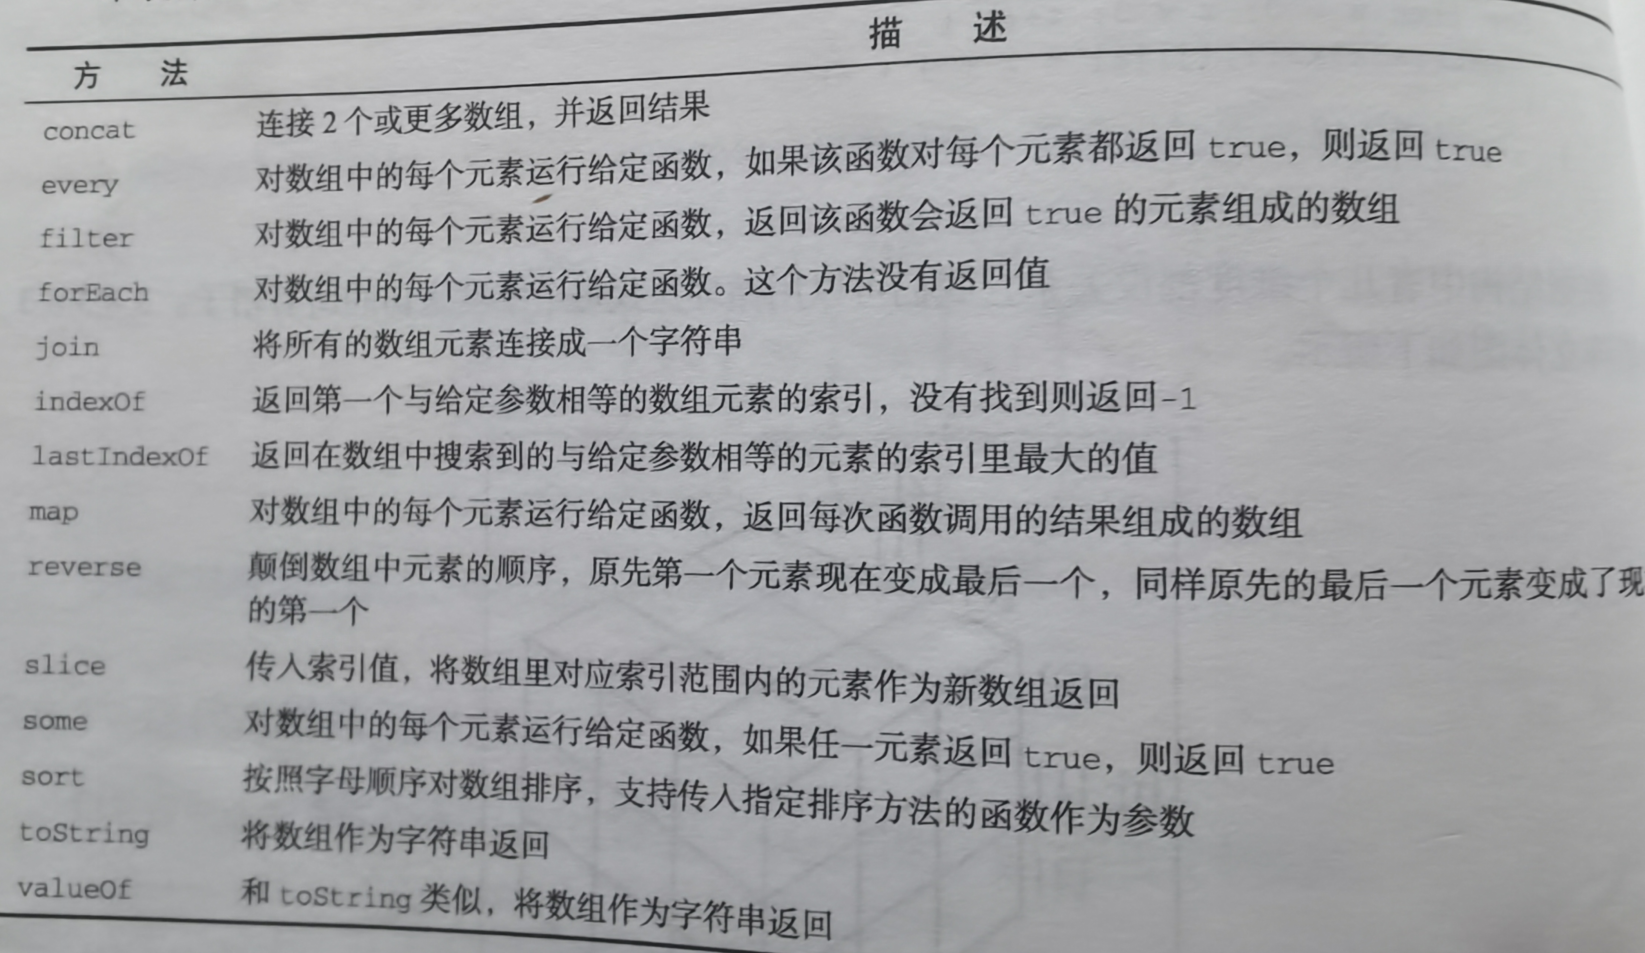 方 法 描 述
concat 连接2个或更多数组，并返回结果
every 对数组中的每个元素运行给定函数，如果该函数对每个元素都返回 true，则返回 true
filter 对数组中的每个元素运行给定函数，返回该函数会返回 true 的元素组成的数组
forEach 对数组中的每个元素运行给定函数。这个方法没有返回值
join 将所有的数组元素连接成一个字符串
indexOf 返回第一个与给定参数相等的数组元素的索引，没有找到则返回-1
lastIndexOf 返回在数组中搜索到的与给定参数相等的元素的索引里最大的值
map 对数组中的每个元素运行给定函数，返回每次函数调用的结果组成的数组
reverse 颠倒数组中元素的顺序，原先第一个元素现在变成最后一个，同样原先的最后一个元素变成了现
的第一个
slice 传入索引值，将数组里对应索引范围内的元素作为新数组返回
some 对数组中的每个元素运行给定函数，如果任一元素返回 true，则返回 true
sort 按照字母顺序对数组排序，支持传入指定排序方法的函数作为参数
toString 将数组作为字符串返回
valueOf 和 toString 类似，将数组作为字符串返回